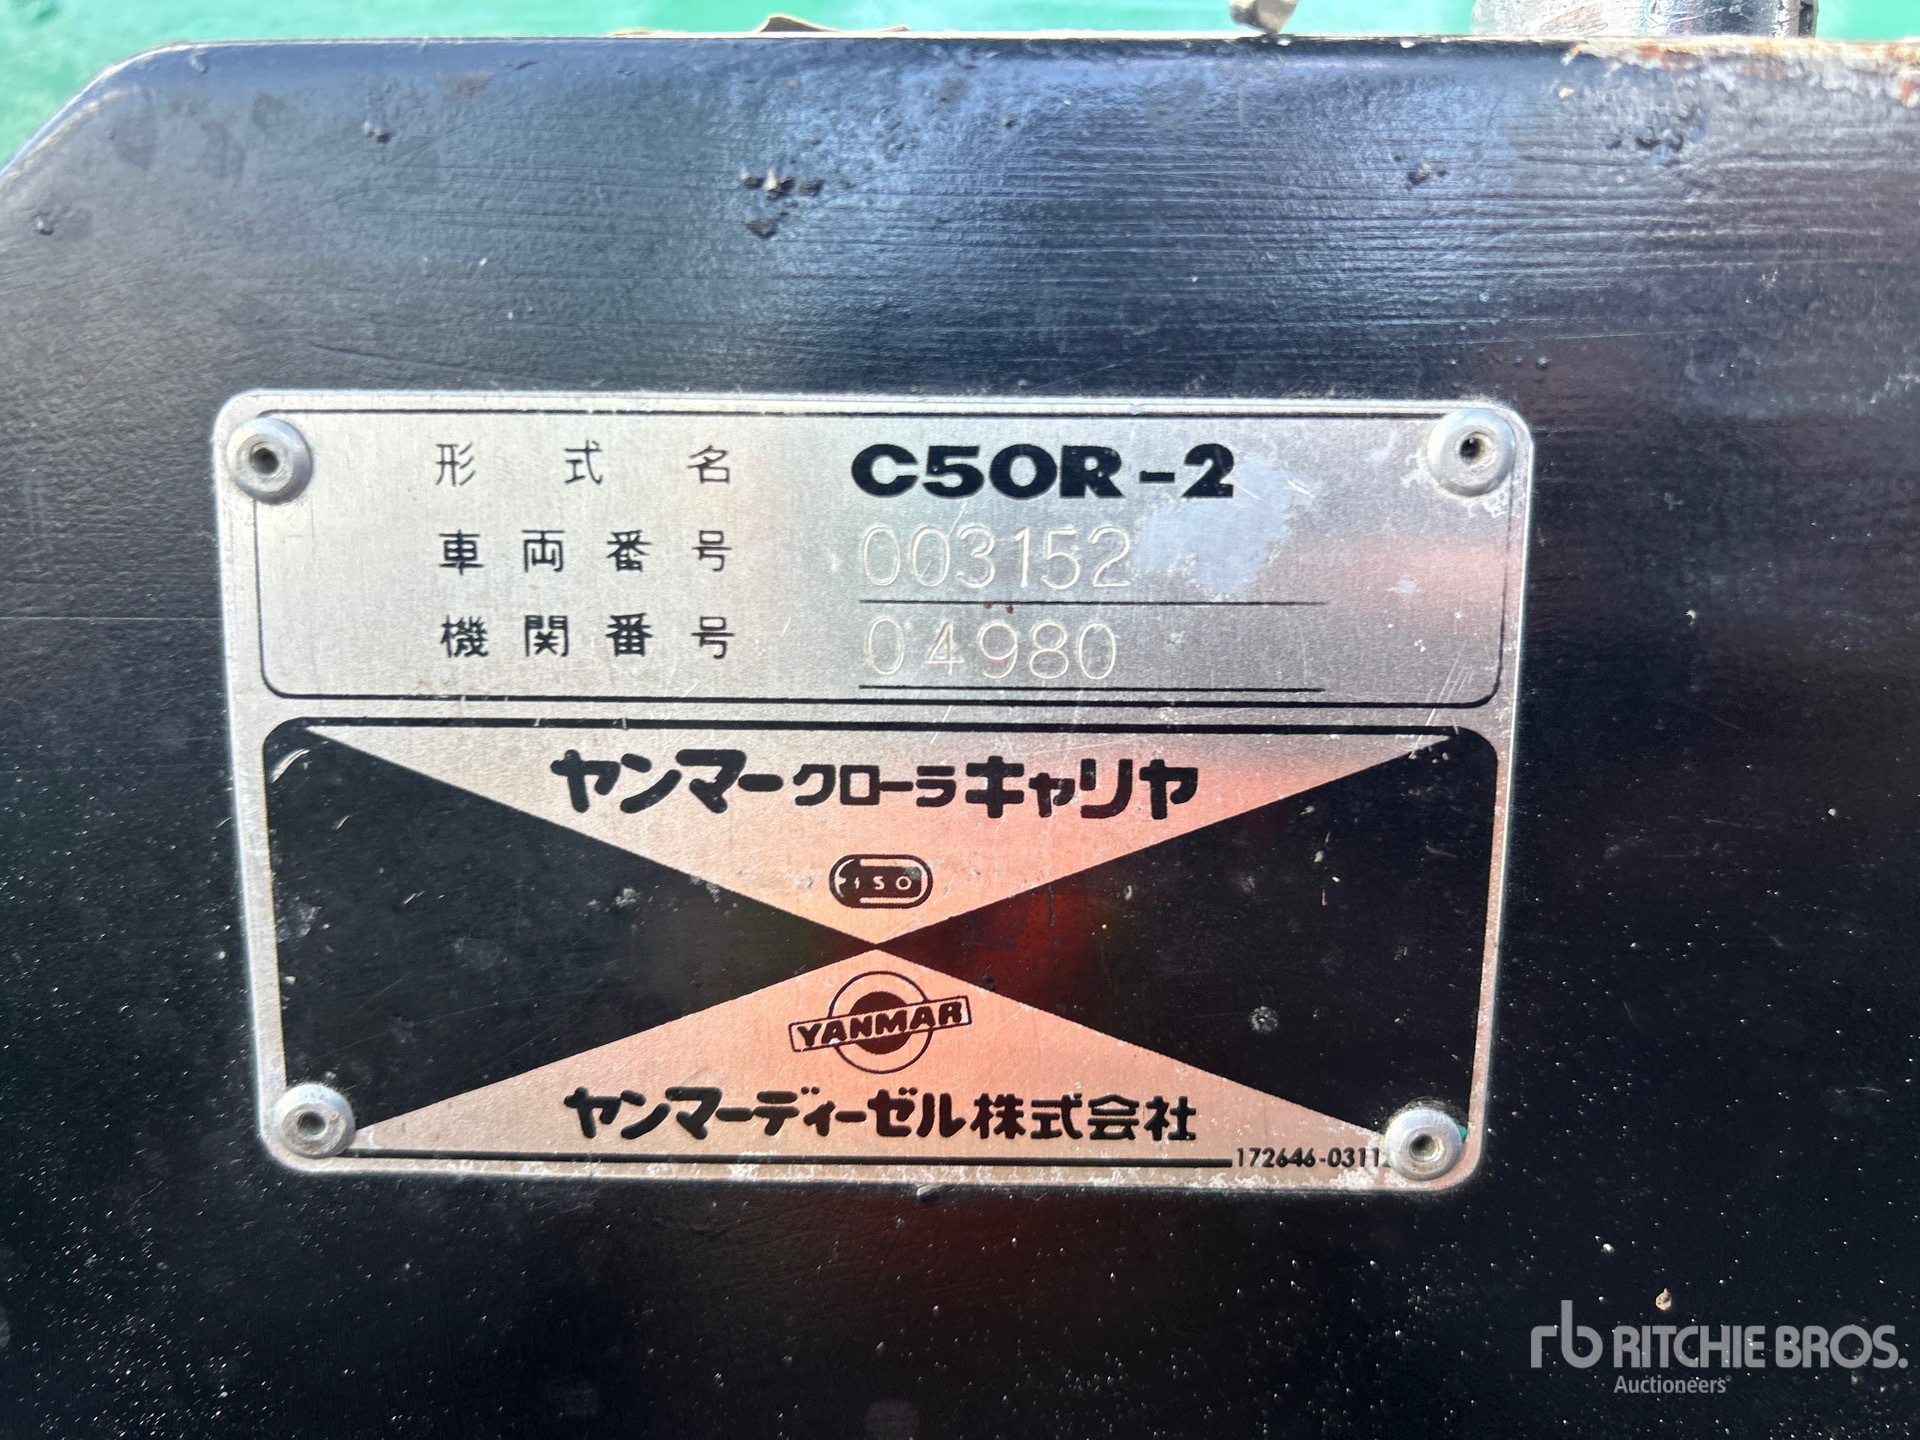 形式名 C50R-2
車両番号 003152
機関番号 04980
ヤンマークローラキャリヤ
ISO
YANMAR
ヤンマーディーゼル株式会社
172646-0311
rb RITCHIE BROS.
Auctioneers